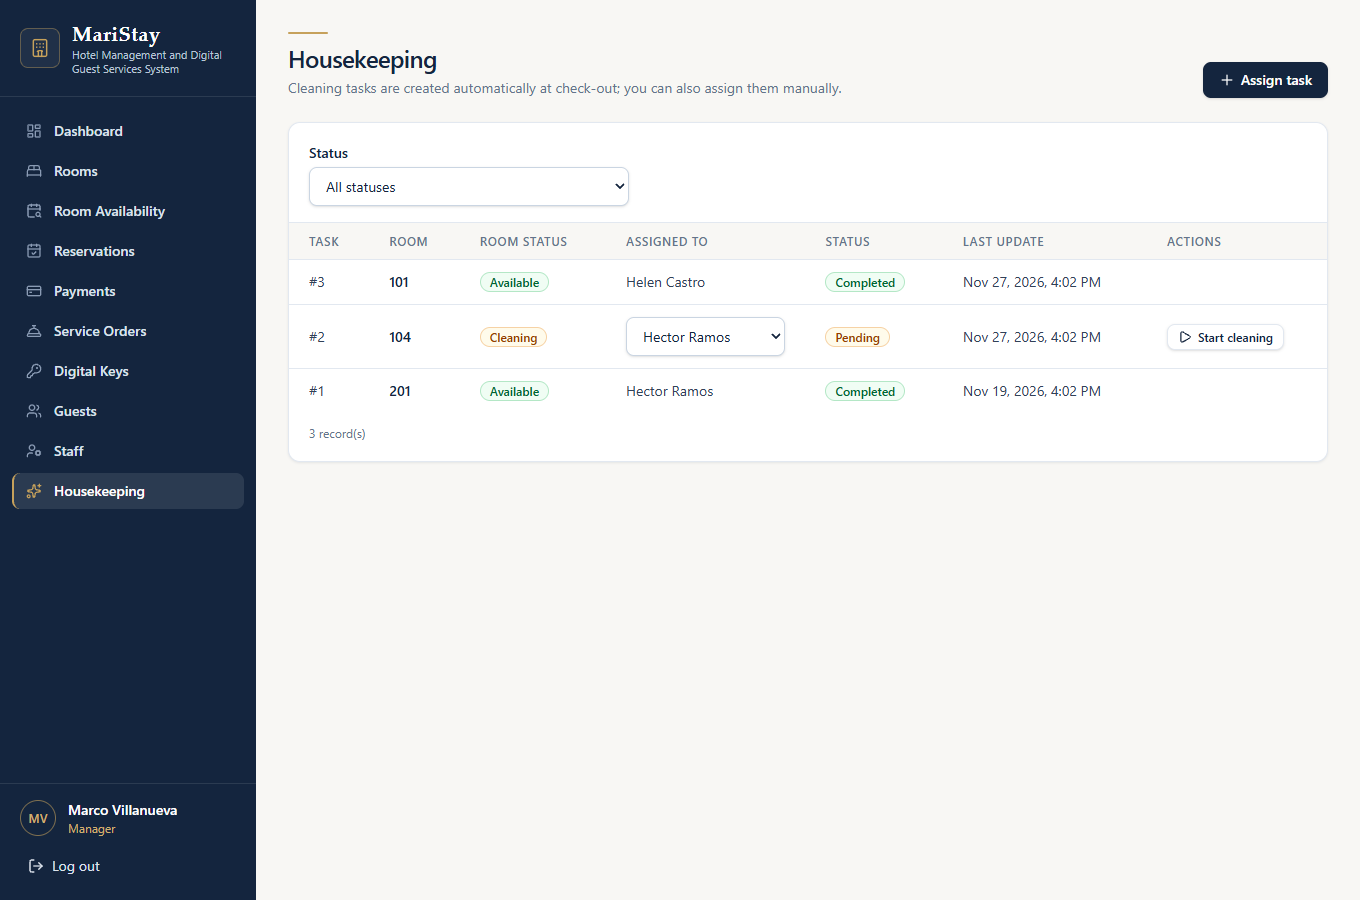 MariStay
Hotel Management and Digital
Guest Services System
Dashboard
Rooms
Room Availability
Reservations
Payments
Service Orders
Digital Keys
Guests
Staff
Housekeeping
MV
Marco Villanueva
Manager
Log out
Housekeeping
Cleaning tasks are created automatically at check-out; you can also assign them manually.
Assign task
Status
All statuses
TASK ROOM ROOM STATUS ASSIGNED TO STATUS LAST UPDATE ACTIONS
#3 101 Available Helen Castro Completed Nov 27, 2026, 4:02 PM
#2 104 Cleaning Hector Ramos Pending Nov 27, 2026, 4:02 PM Start cleaning
#1 201 Available Hector Ramos Completed Nov 19, 2026, 4:02 PM
3 record(s)